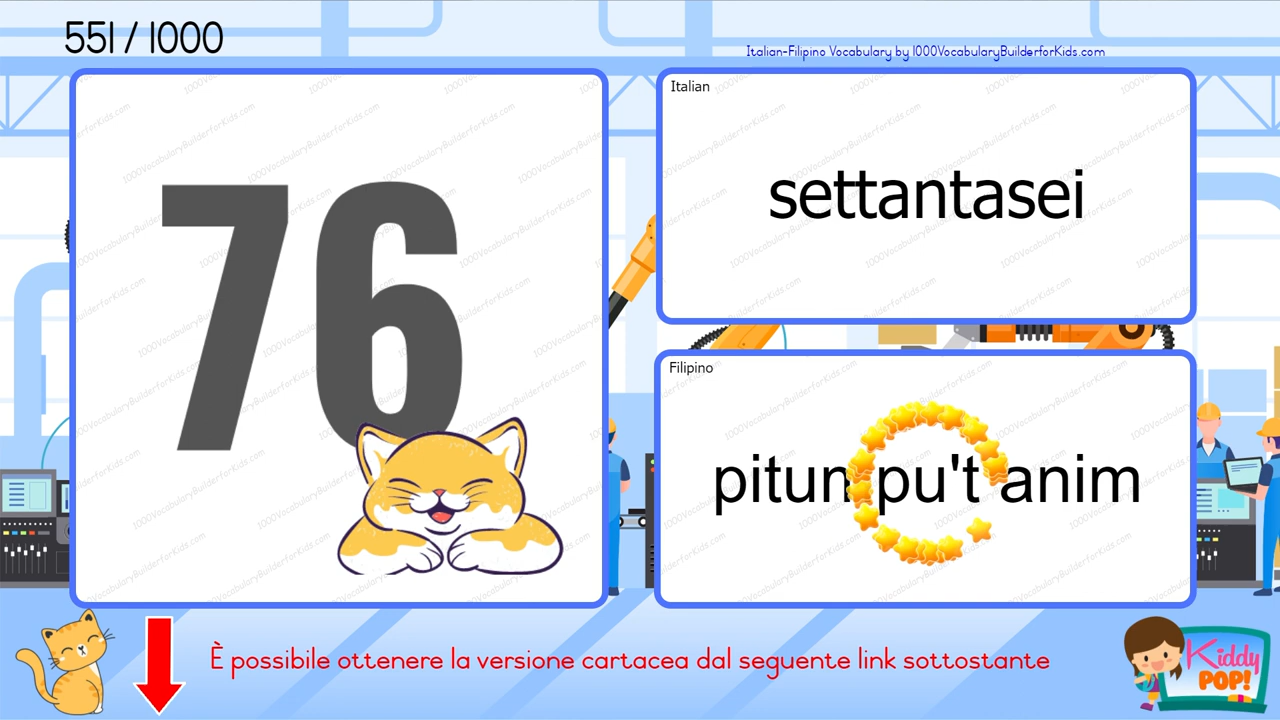 551 / 1000
Italian-Filipino Vocabulary by 1000VocabularyBuilderforKids.com
76
Italian
settantasei
Filipino
pitumpu't anim
È possibile ottenere la versione cartacea dal seguente link sottostante
Kiddy
POP!